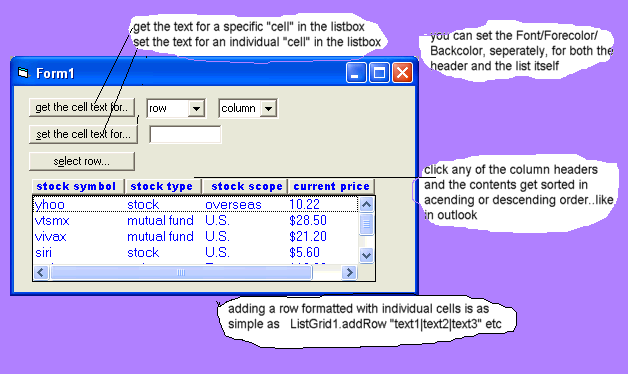 get the text for a specific "cell" in the listbox
set the text for an individual "cell" in the listbox
you can set the Font/Forecolor/
Backcolor, seperately, for both the
header and the list itself
Form1
get the cell text for..
row
column
set the cell text for...
select row...
click any of the column headers
and the contents get sorted in
acending or descending order..like
in outlook
stock symbol stock type stock scope current price
yhoo stock overseas 10.22
vtsmx mutual fund U.S. $28.50
vivax mutual fund U.S. $21.20
siri stock U.S. $5.60
adding a row formatted with individual cells is as
simple as ListGrid1.addRow "text1|text2|text3" etc